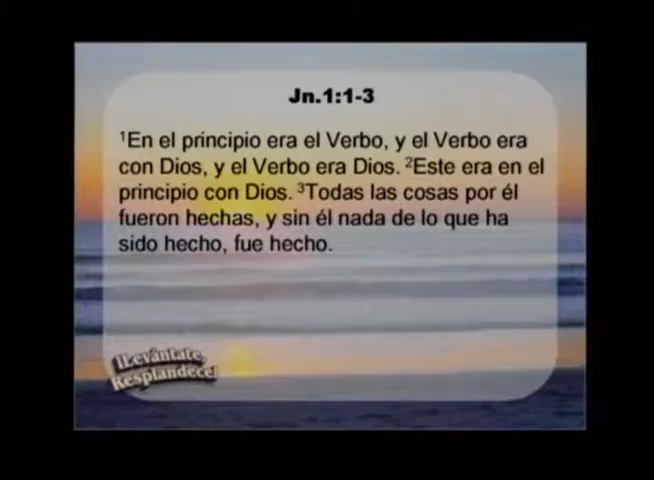 Jn.1:1-3
¹En el principio era el Verbo, y el Verbo era
con Dios, y el Verbo era Dios. ²Este era en el
principio con Dios. ³Todas las cosas por él
fueron hechas, y sin él nada de lo que ha
sido hecho, fue hecho.
¡Levántate,
Resplandece!